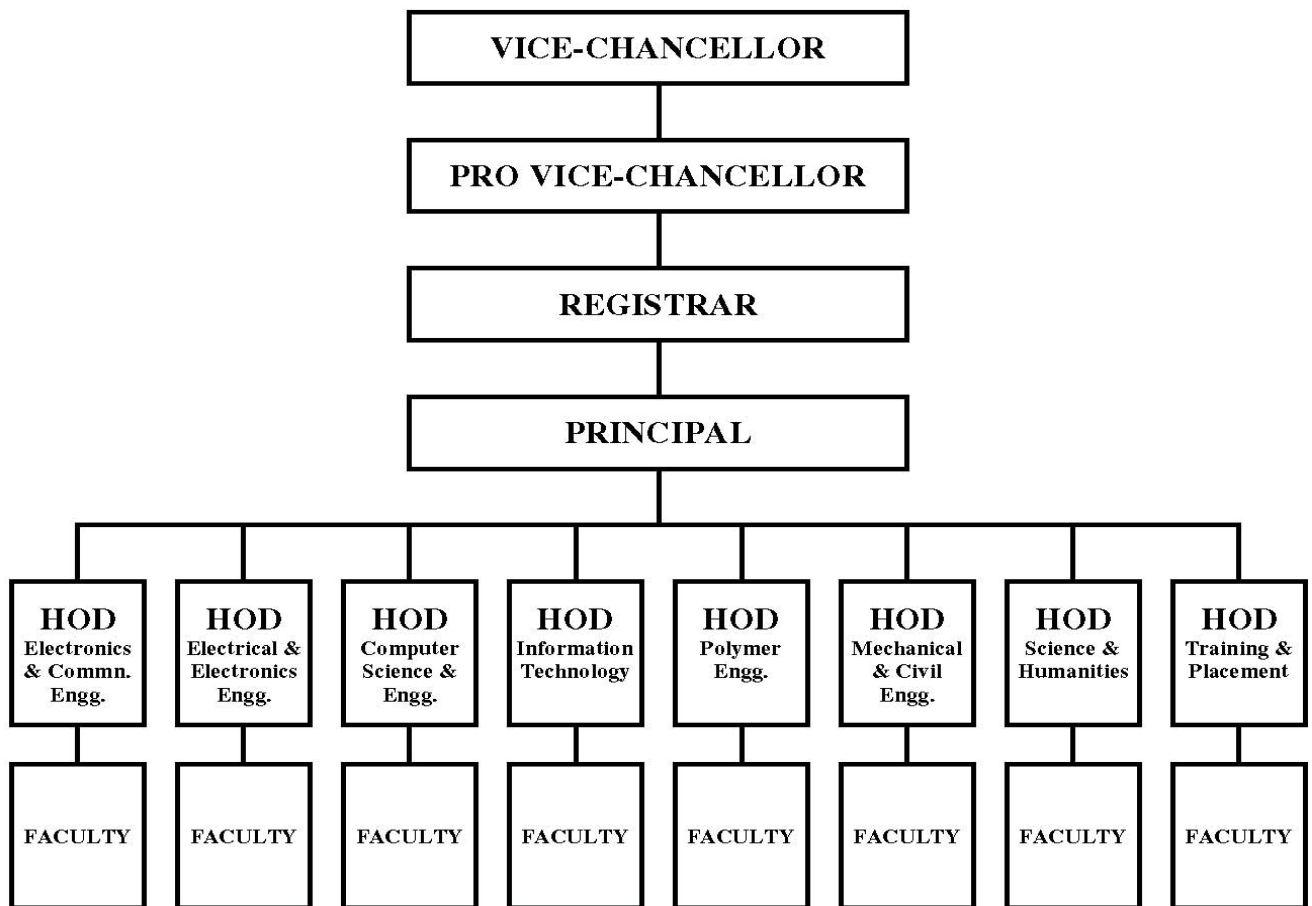 VICE-CHANCELLOR
PRO VICE-CHANCELLOR
REGISTRAR
PRINCIPAL
HOD
Electronics
& Commn.
Engg.
HOD
Electrical &
Electronics
Engg.
HOD
Computer
Science &
Engg.
HOD
Information
Technology
HOD
Polymer
Engg.
HOD
Mechanical
& Civil
Engg.
HOD
Science &
Humanities
HOD
Training &
Placement
FACULTY
FACULTY
FACULTY
FACULTY
FACULTY
FACULTY
FACULTY
FACULTY